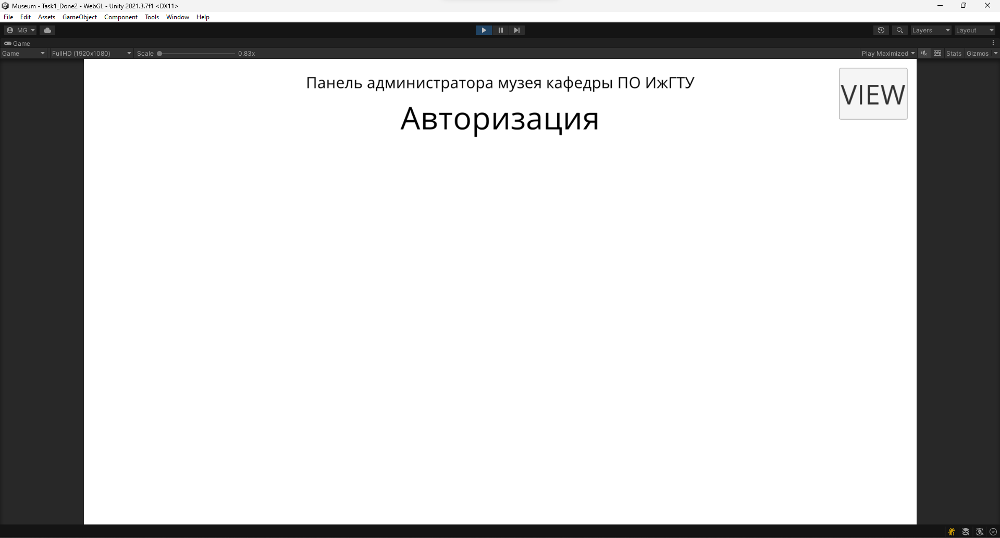 Museum - Task1_Done2 - WebGL - Unity 2021.3.7f1 <DX11>
File Edit Assets GameObject Component Tools Window Help
MG Layers Layout
Game
Game FullHD (1920x1080) Scale 0.83x Play Maximized Stats Gizmos
Панель администратора музея кафедры ПО ИжГТУ
VIEW
Авторизация